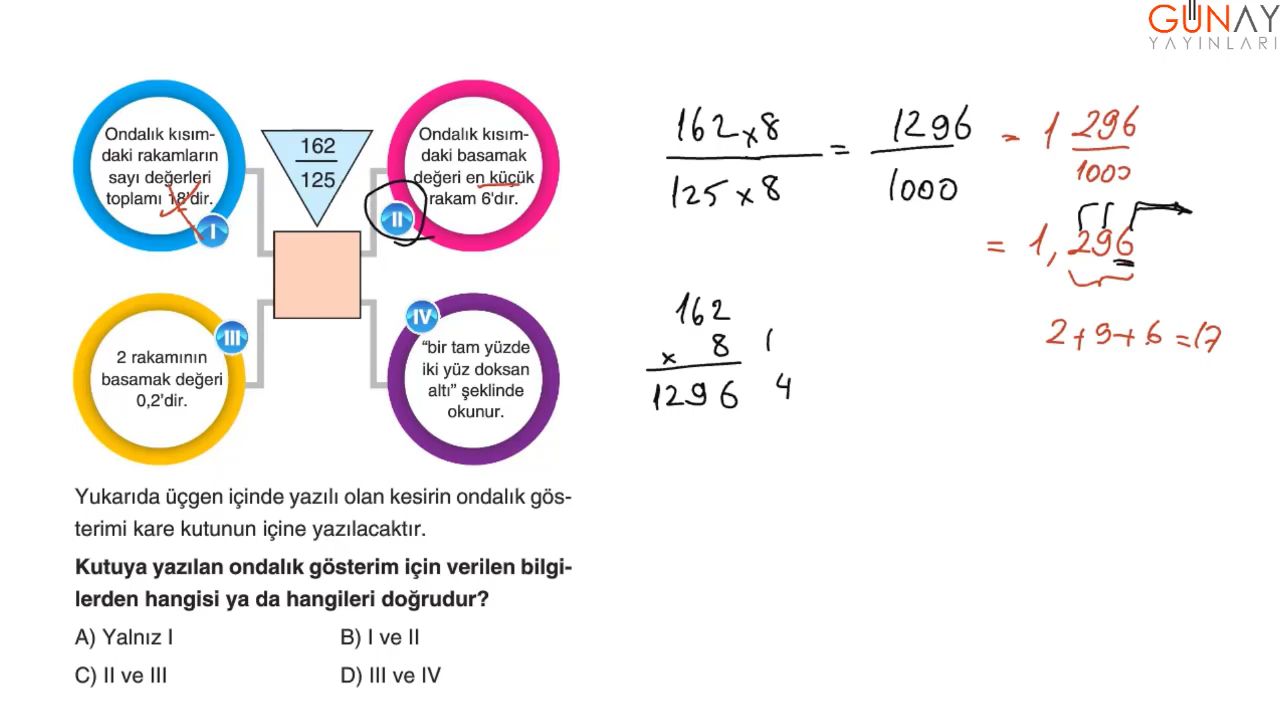 GÜNAY
YAYINLARI
Ondalık kısım-
daki rakamların
sayı değerleri
toplamı 18'dir.
I
162
125
Ondalık kısım-
daki basamak
değeri en küçük
rakam 6'dır.
II
2 rakamının
basamak değeri
0,2'dir.
III
IV
“bir tam yüzde
iki yüz doksan
altı” şeklinde
okunur.
Yukarıda üçgen içinde yazılı olan kesirin ondalık gös-
terimi kare kutunun içine yazılacaktır.
Kutuya yazılan ondalık gösterim için verilen bilgi-
lerden hangisi ya da hangileri doğrudur?
A) Yalnız I
B) I ve II
C) II ve III
D) III ve IV
162 x 8 = 1296 = 1 296
125 x 8 1000 1000
= 1,296
2+9+6=17
162
x 8 1
1296 4